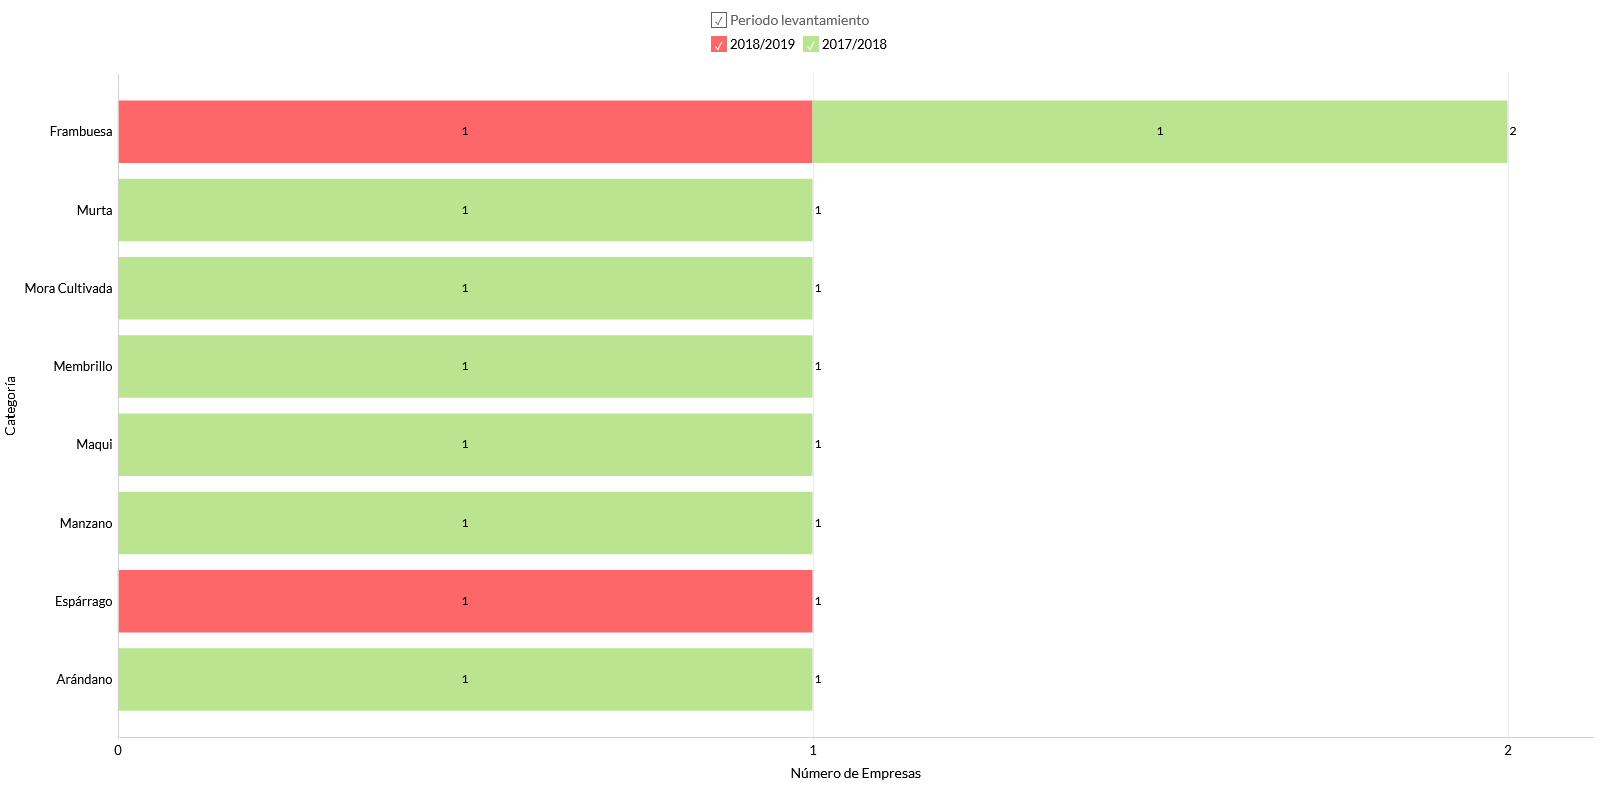 Periodo levantamiento
2018/2019 2017/2018
Frambuesa 1 1 2
Murta 1 1
Mora Cultivada 1 1
Membrillo 1 1
Maqui 1 1
Manzano 1 1
Espárrago 1 1
Arándano 1 1
Categoría
0 1 2
Número de Empresas